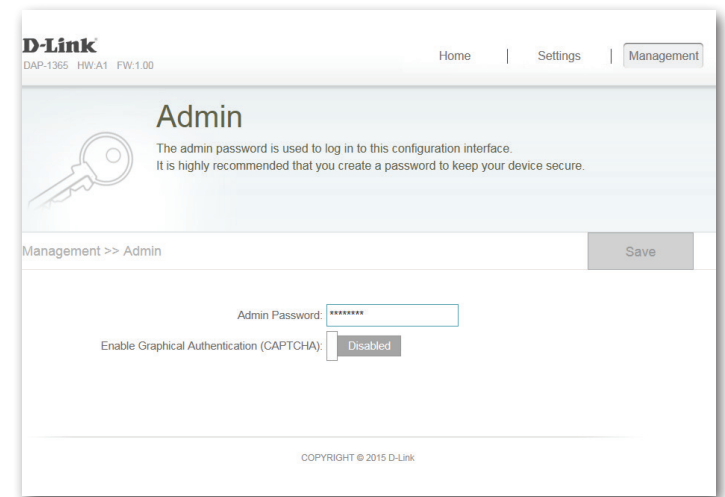 D-Link
DAP-1365 HW:A1 FW:1.00
Home | Settings | Management
Admin
The admin password is used to log in to this configuration interface.
It is highly recommended that you create a password to keep your device secure.
Management >> Admin
Save
Admin Password: ********
Enable Graphical Authentication (CAPTCHA): Disabled
COPYRIGHT © 2015 D-Link